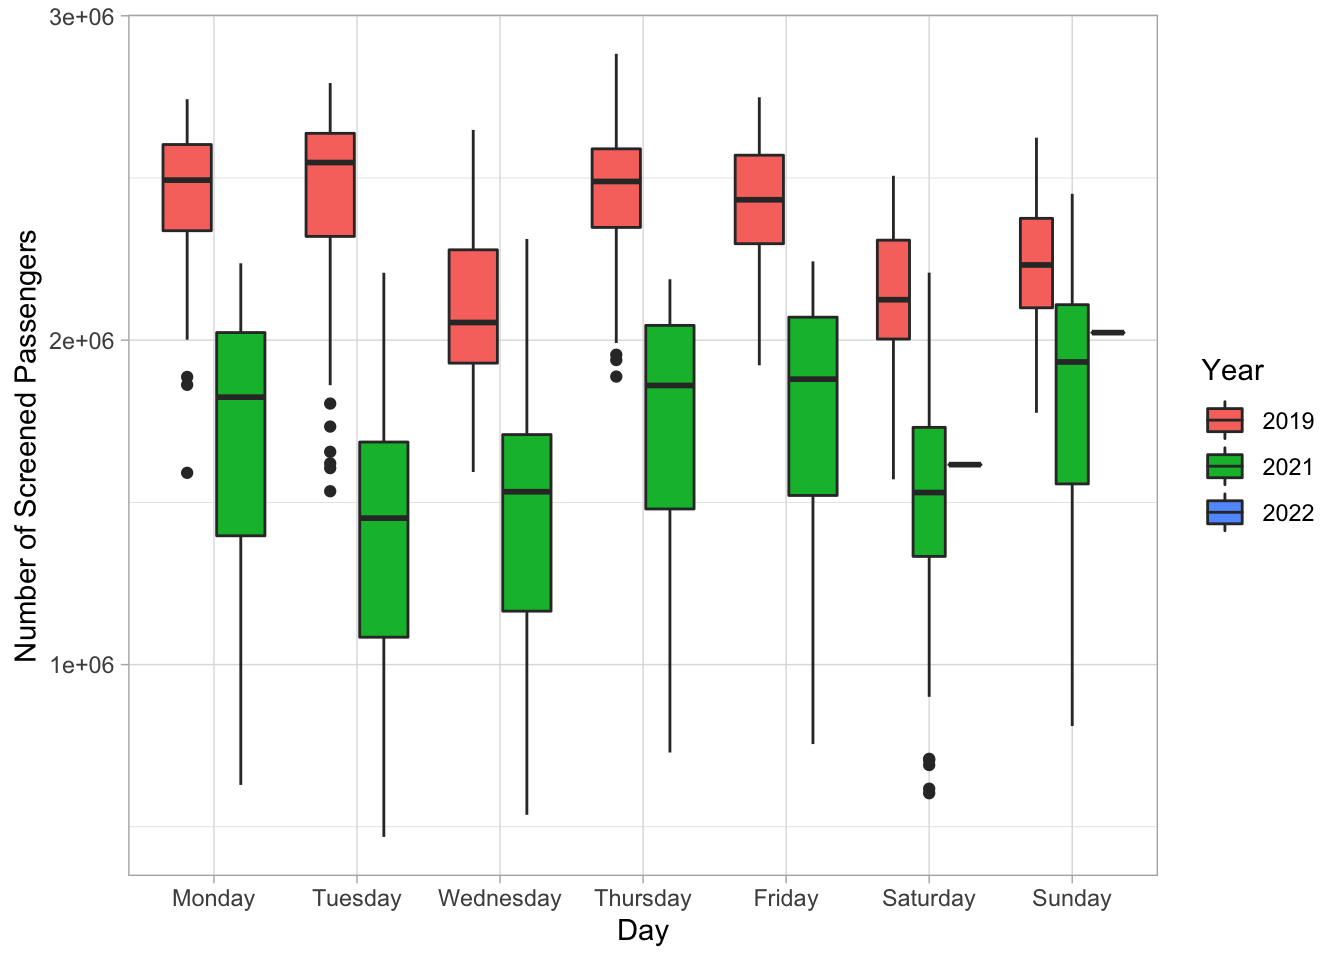 Number of Screened Passengers
3e+06
2e+06
1e+06
Monday Tuesday Wednesday Thursday Friday Saturday Sunday
Day
Year
2019
2021
2022